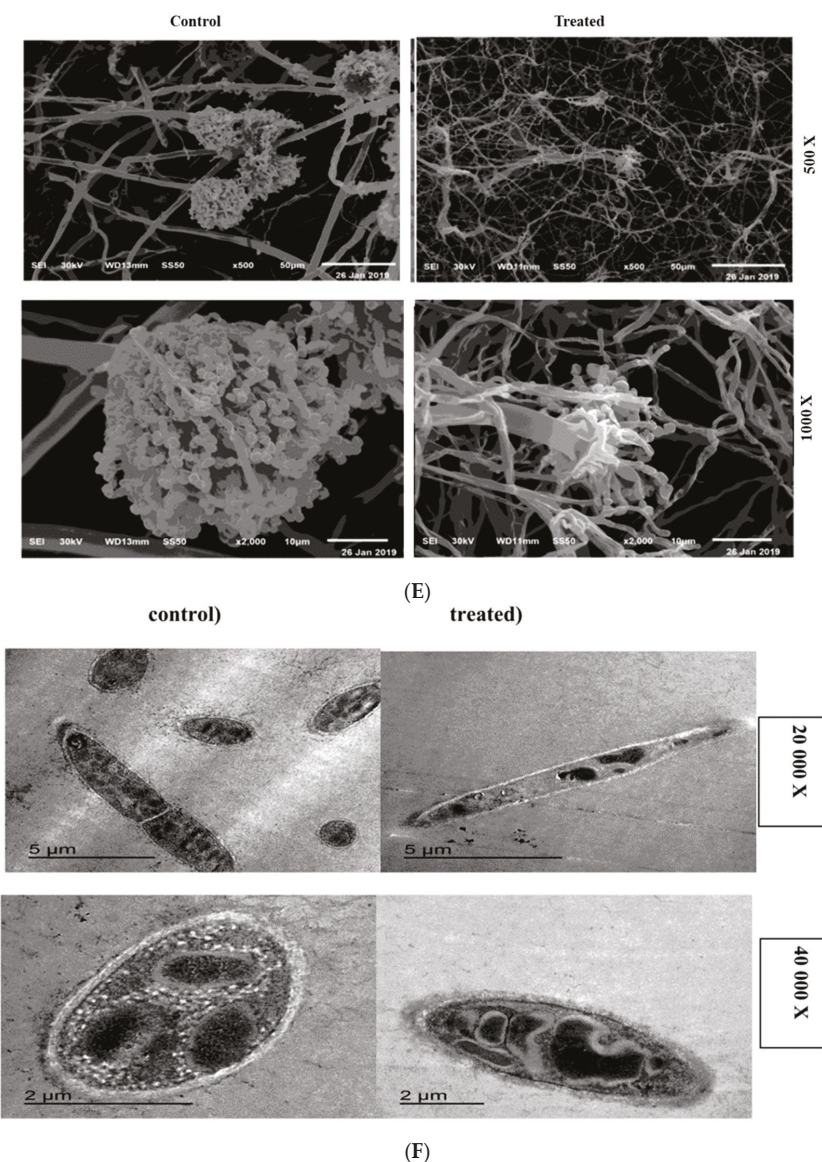 Control Treated
SEI 30kV WD13mm SS50 x500 50µm
26 Jan 2019
SEI 30kV WD11mm SS50 x500 50µm
26 Jan 2019
500 X
SEI 30kV WD13mm SS50 x2,000 10µm
26 Jan 2019
SEI 30kV WD11mm SS50 x2,000 10µm
26 Jan 2019
1000 X
(E)
control) treated)
5 µm
5 µm
20 000 X
2 µm
2 µm
40 000 X
(F)